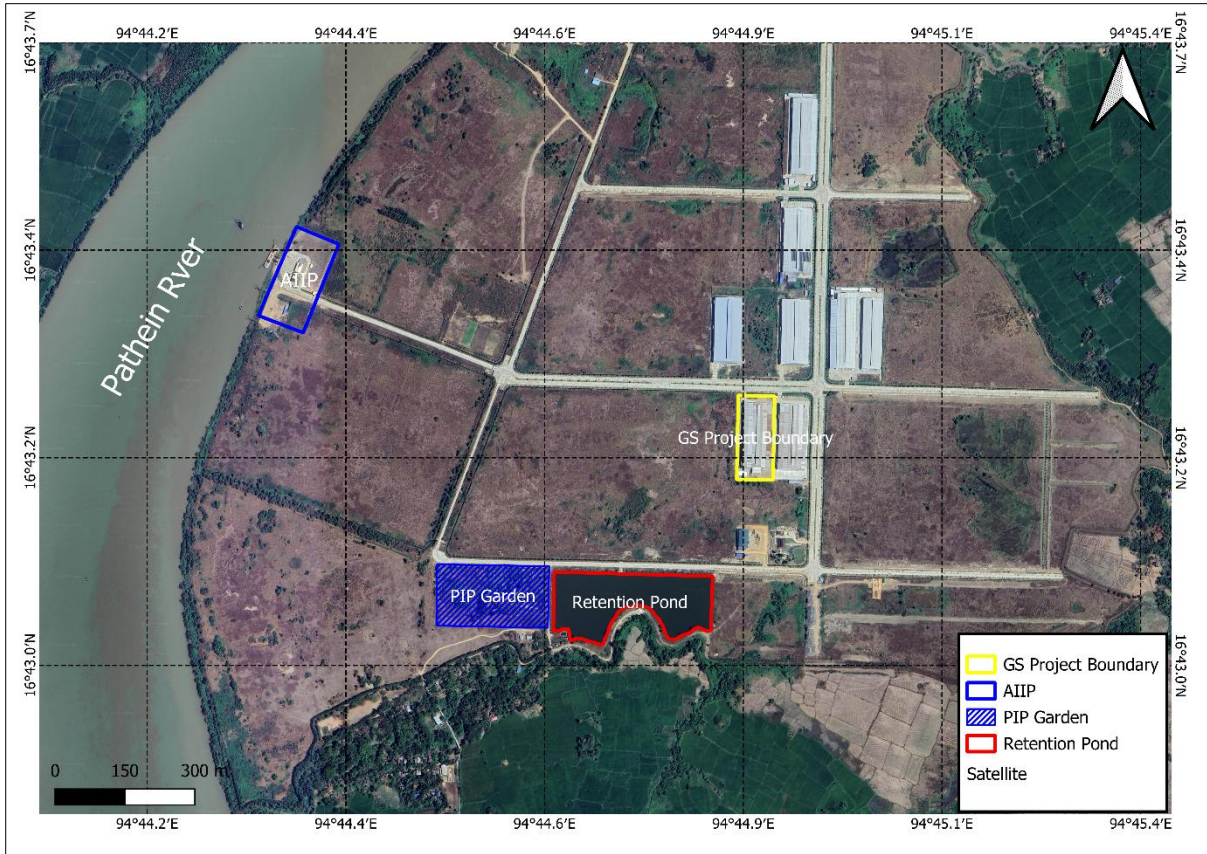 94°44.2′E 94°44.4′E 94°44.6′E 94°44.9′E 94°45.1′E 94°45.4′E
16°43.7′N
16°43.7′N
16°43.4′N
16°43.4′N
AIIP
Pathein Rver
GS Project Boundary
16°43.2′N
16°43.2′N
PIP Garden
Retention Pond
16°43.0′N
16°43.0′N
GS Project Boundary
AIIP
PIP Garden
Retention Pond
Satellite
0 150 300 m
94°44.2′E 94°44.4′E 94°44.6′E 94°44.9′E 94°45.1′E 94°45.4′E